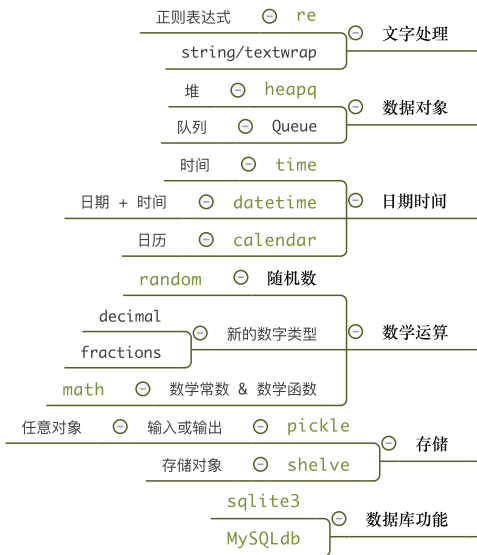 正则表达式 re
文字处理
string/textwrap
堆 heapq
数据对象
队列 Queue
时间 time
日期 + 时间 datetime
日期时间
日历 calendar
random 随机数
decimal
新的数字类型
数学运算
fractions
math 数学常数 & 数学函数
任意对象 输入或输出 pickle
存储
存储对象 shelve
sqlite3
数据库功能
MySQLdb